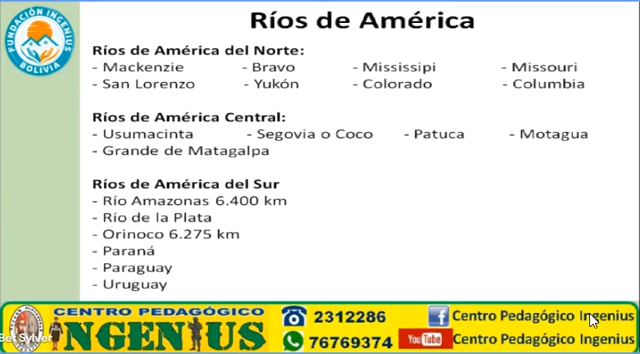 Ríos de América
FUNDACIÓN INGENIUS
BOLIVIA
Ríos de América del Norte:
- Mackenzie - Bravo - Mississipi - Missouri
- San Lorenzo - Yukón - Colorado - Columbia
Ríos de América Central:
- Usumacinta - Segovia o Coco - Patuca - Motagua
- Grande de Matagalpa
Ríos de América del Sur
- Río Amazonas 6.400 km
- Río de la Plata
- Orinoco 6.275 km
- Paraná
- Paraguay
- Uruguay
CENTRO PEDAGÓGICO
INGENIUS
2312286
76769374
f Centro Pedagógico Ingenius
YouTube Centro Pedagógico Ingenius
Bet Sylver